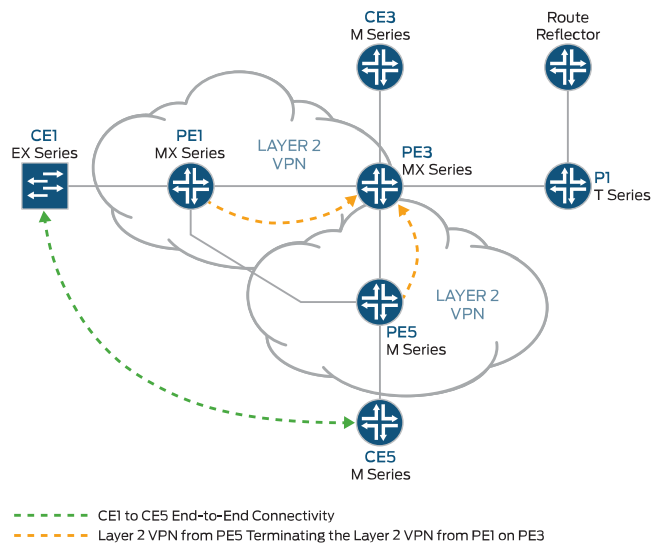 CE3
M Series
Route
Reflector
CE1
EX Series
PE1
MX Series
LAYER 2
VPN
PE3
MX Series
P1
T Series
LAYER 2
VPN
PE5
M Series
CE5
M Series
CE1 to CE5 End-to-End Connectivity
Layer 2 VPN from PE5 Terminating the Layer 2 VPN from PE1 on PE3